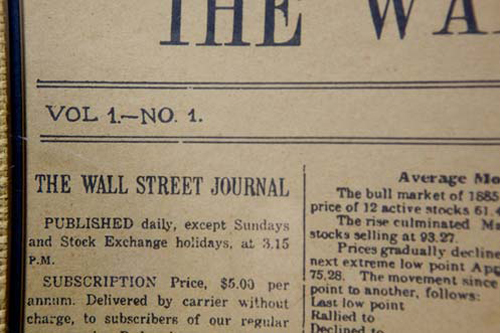 THE WA
VOL 1.—NO. 1.
THE WALL STREET JOURNAL
PUBLISHED daily, except Sundays
and Stock Exchange holidays, at 3.15
P.M.
SUBSCRIPTION Price, $5.00 per
annum. Delivered by carrier without
charge, to subscribers of our regular
Average Mo
The bull market of 1885
price of 12 active stocks 61.4
The rise culminated Ma
stocks selling at 93.27.
Prices gradually decline
next extreme low point Ap
75.28. The movement since
point to another, follows:
Last low point
Rallied to
Declined to